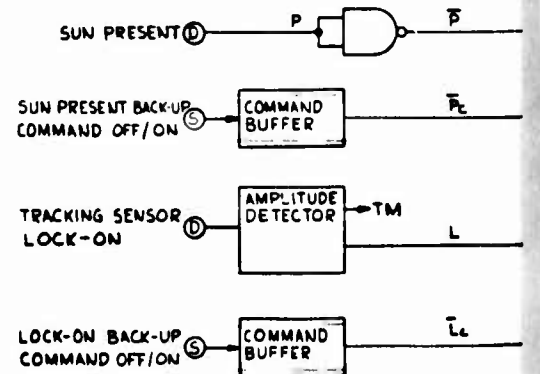 SUN PRESENT D P P̅
SUN PRESENT BACK-UP
COMMAND OFF/ON S COMMAND
BUFFER P̅c
TRACKING SENSOR
LOCK-ON D AMPLITUDE
DETECTOR TM
L
LOCK-ON BACK-UP
COMMAND OFF/ON S COMMAND
BUFFER L̅c